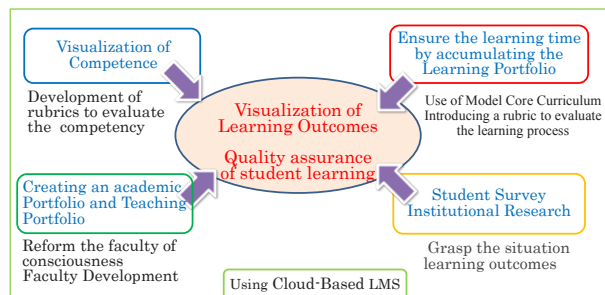 Visualization of
Competence
Development of
rubrics to evaluate
the competency
Ensure the learning time
by accumulating the
Learning Portfolio
Use of Model Core Curriculum
Introducing a rubric to evaluate
the learning process
Visualization of
Learning Outcomes
Quality assurance
of student learning
Creating an academic
Portfolio and Teaching
Portfolio
Reform the faculty of
consciousness
Faculty Development
Student Survey
Institutional Research
Grasp the situation
learning outcomes
Using Cloud-Based LMS